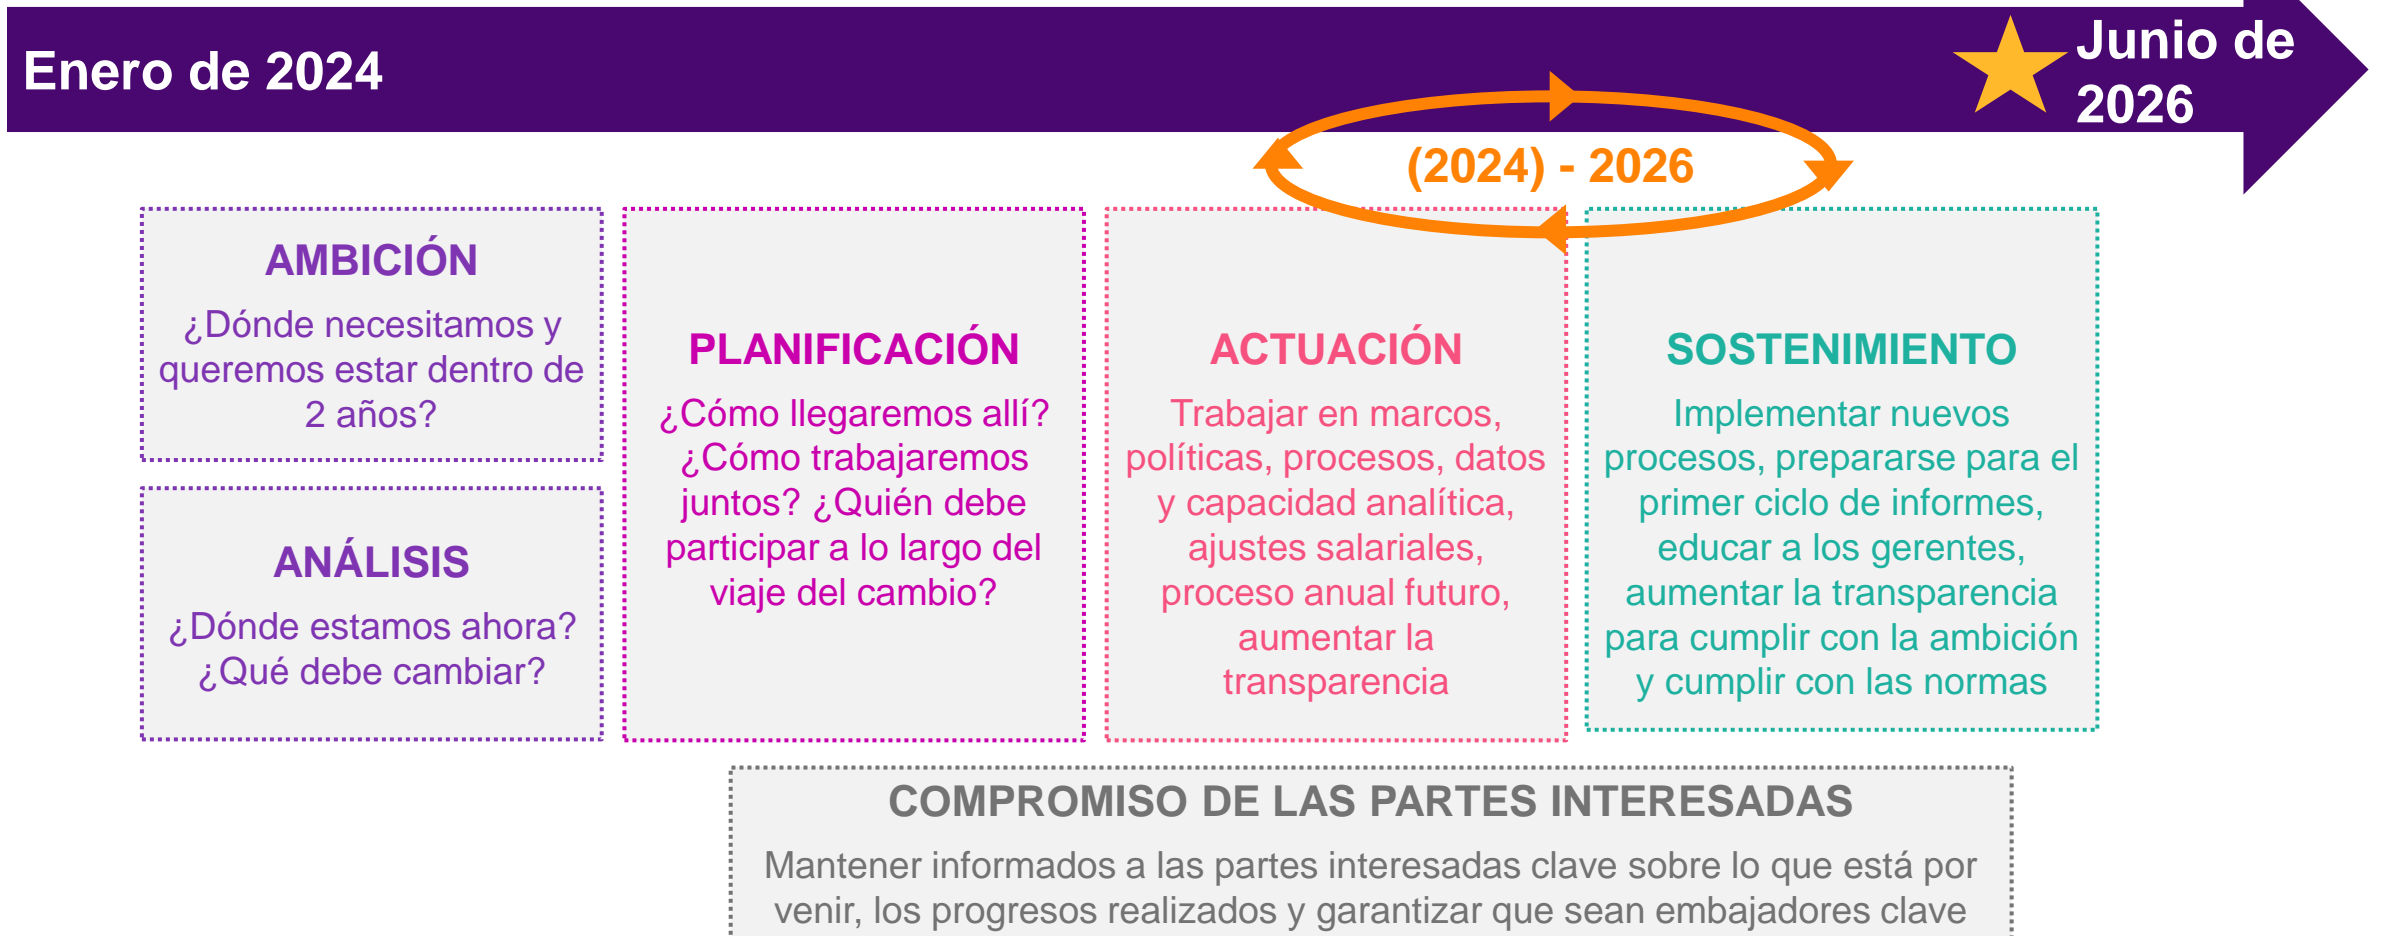 Enero de 2024
Junio de
2026
(2024) - 2026
AMBICIÓN
¿Dónde necesitamos y
queremos estar dentro de
2 años?
ANÁLISIS
¿Dónde estamos ahora?
¿Qué debe cambiar?
PLANIFICACIÓN
¿Cómo llegaremos allí?
¿Cómo trabajaremos
juntos? ¿Quién debe
participar a lo largo del
viaje del cambio?
ACTUACIÓN
Trabajar en marcos,
políticas, procesos, datos
y capacidad analítica,
ajustes salariales,
proceso anual futuro,
aumentar la
transparencia
SOSTENIMIENTO
Implementar nuevos
procesos, prepararse para el
primer ciclo de informes,
educar a los gerentes,
aumentar la transparencia
para cumplir con la ambición
y cumplir con las normas
COMPROMISO DE LAS PARTES INTERESADAS
Mantener informados a las partes interesadas clave sobre lo que está por
venir, los progresos realizados y garantizar que sean embajadores clave